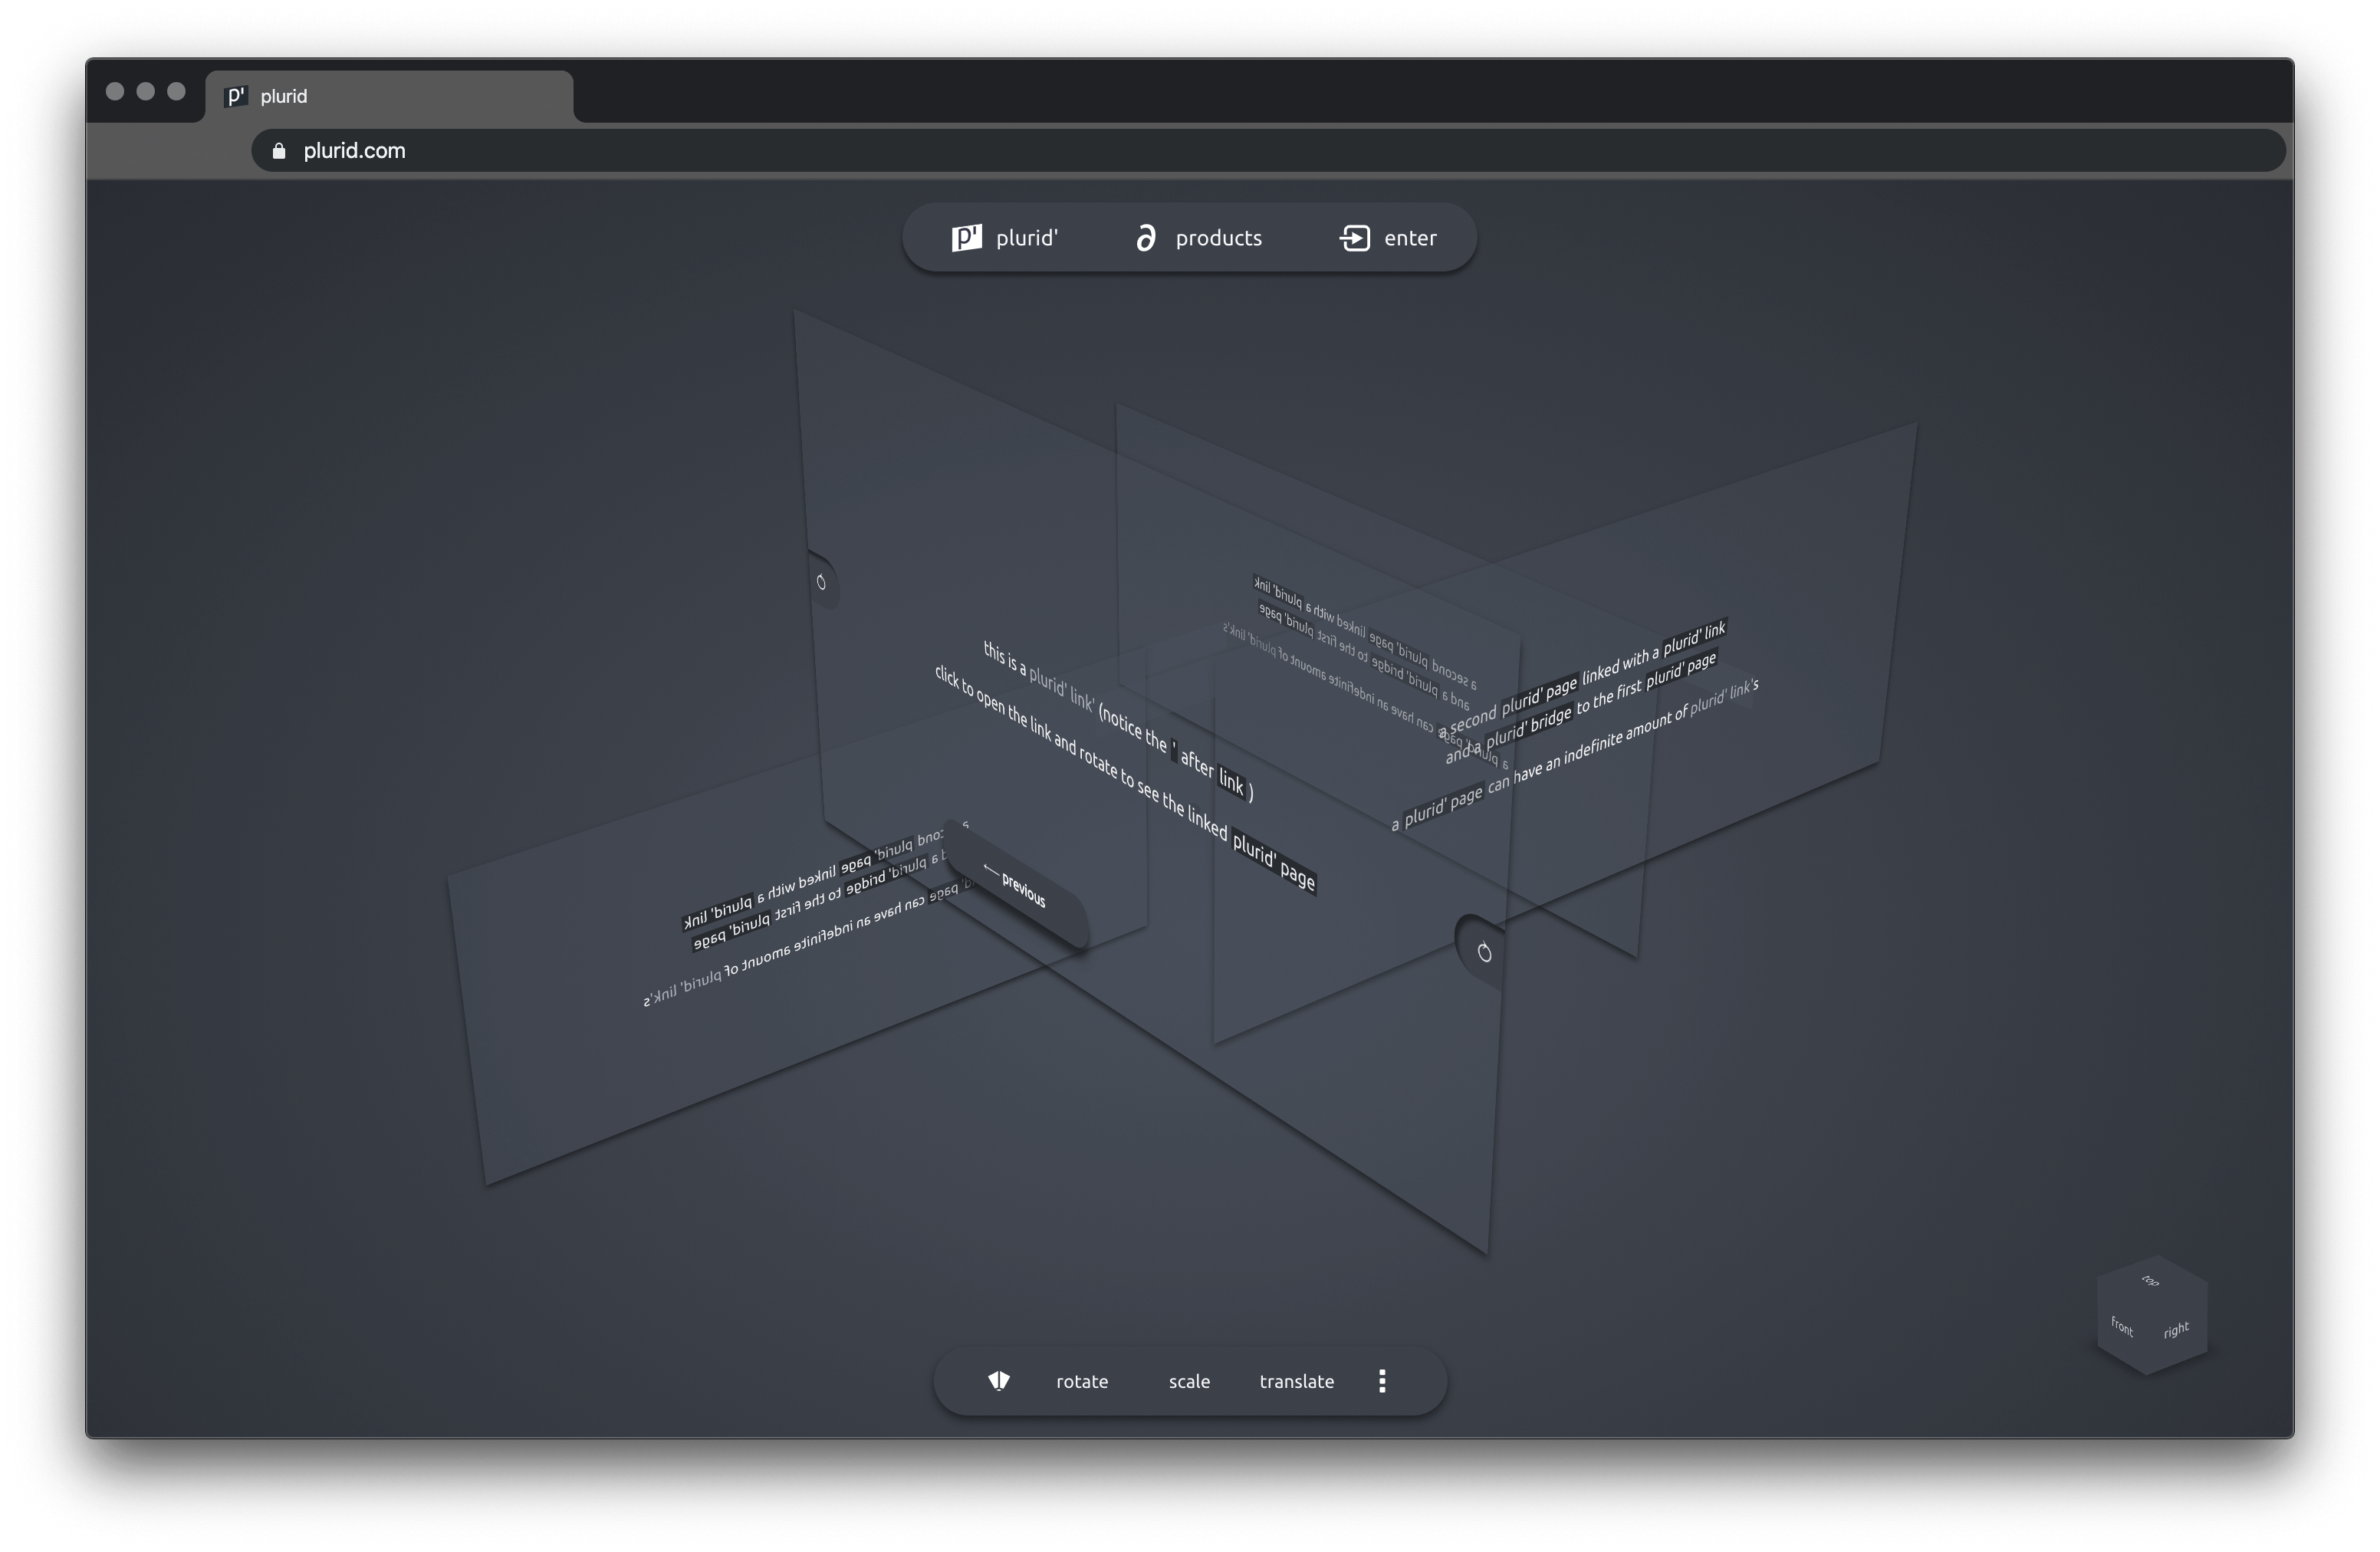 plurid
plurid.com
plurid'
products
enter
a second plurid' page linked with a plurid' link
and a plurid' bridge to the first plurid' page
a plurid' page can have an indefinite amount of plurid' link's
this is a plurid' link' (notice the ' after link )
click to open the link and rotate to see the linked plurid' page
a second plurid' page linked with a plurid' link
and a plurid' bridge to the first plurid' page
a plurid' page can have an indefinite amount of plurid' link's
a second plurid' page linked with a plurid' link
a plurid' bridge to the first plurid' page
page can have an indefinite amount of plurid' link's
← previous
top
front
right
rotate
scale
translate